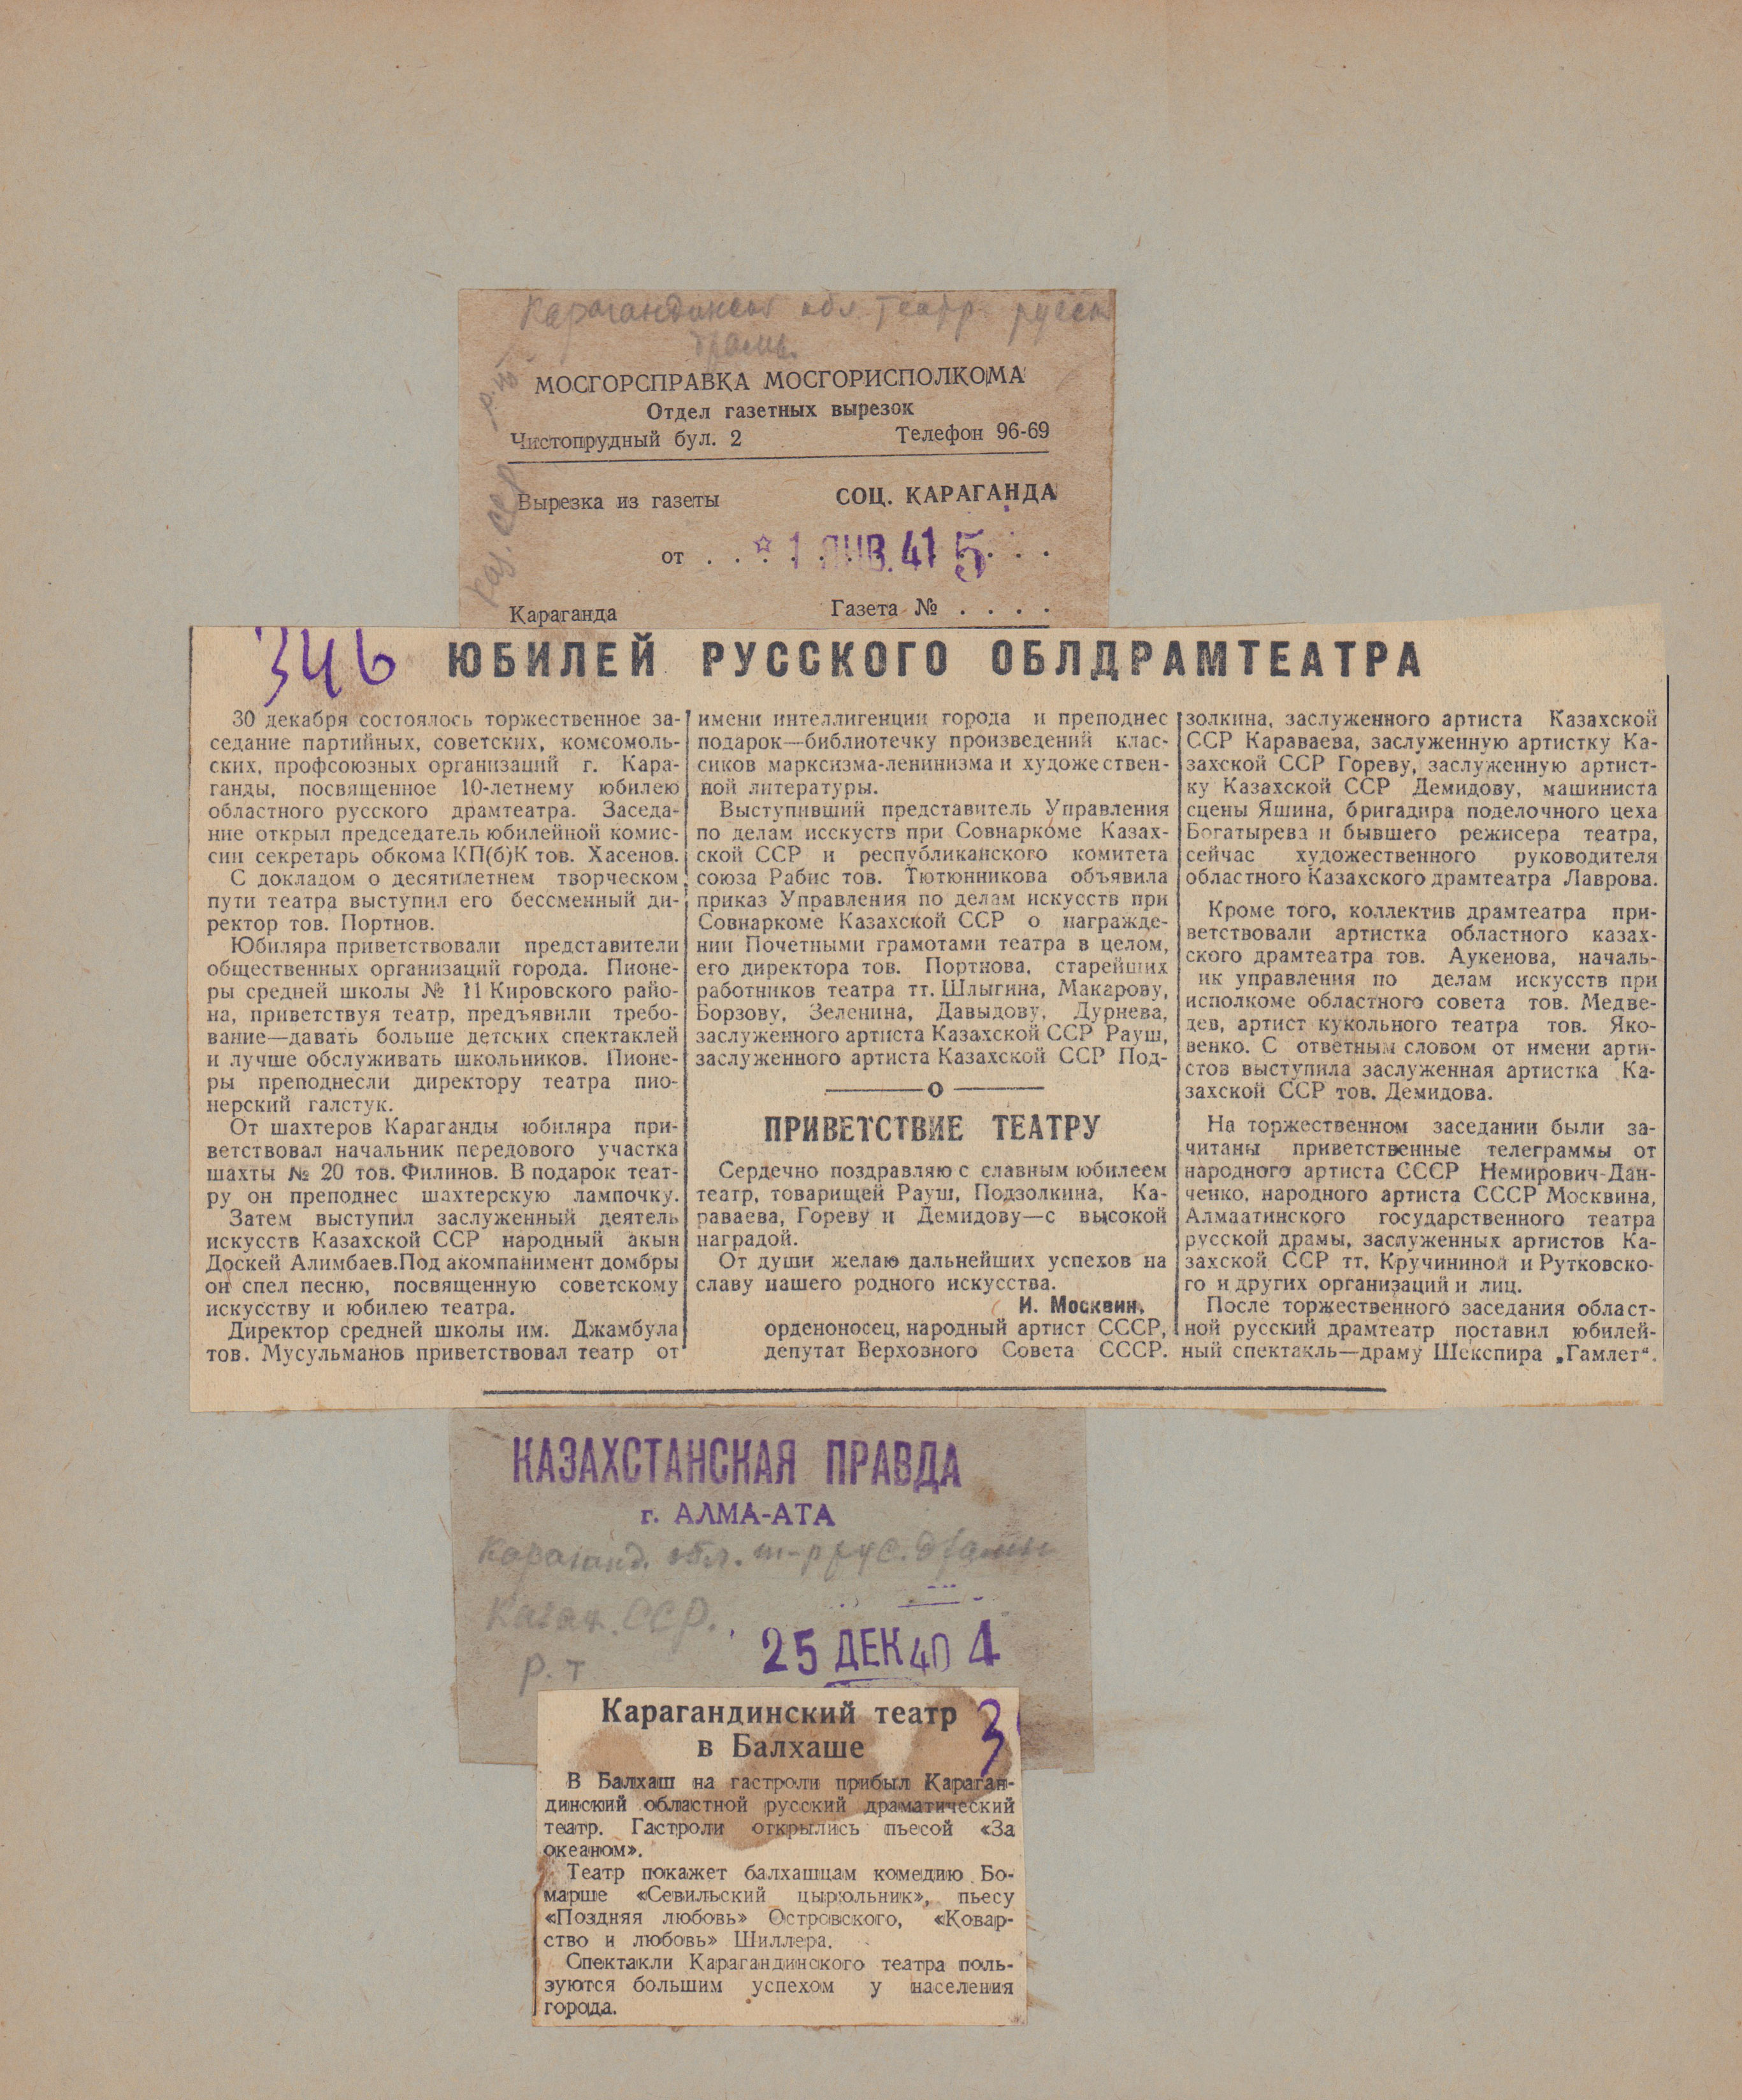 Карагандинский обл. театр русск
драмы.
р.т
Каз. ССР
МОСГОРСПРАВКА МОСГОРИСПОЛКОМА
Отдел газетных вырезок
Чистопрудный бул. 2 Телефон 96-69
Вырезка из газеты СОЦ. КАРАГАНДА
от . . 1 ЯНВ. 41 5 . .
Караганда Газета № . . . .
346
ЮБИЛЕЙ РУССКОГО ОБЛДРАМТЕАТРА
30 декабря состоялось торжественное за-
седание партийных, советских, комсомоль-
ских, профсоюзных организаций г. Кара-
ганды, посвященное 10-летнему юбилею
областного русского драмтеатра. Заседа-
ние открыл председатель юбилейной комис-
сии секретарь обкома КП(б)К тов. Хасенов.
С докладом о десятилетнем творческом
пути театра выступил его бессменный ди-
ректор тов. Портнов.
Юбиляра приветствовали представители
общественных организаций города. Пионе-
ры средней школы № 11 Кировского райо-
на, приветствуя театр, предъявили требо-
вание—давать больше детских спектаклей
и лучше обслуживать школьников. Пионе-
ры преподнесли директору театра пио-
нерский галстук.
От шахтеров Караганды юбиляра при-
ветствовал начальник передового участка
шахты № 20 тов. Филинов. В подарок теат-
ру он преподнес шахтерскую лампочку.
Затем выступил заслуженный деятель
искусств Казахской ССР народный акын
Доскей Алимбаев.Под акомпанимент домбры
он спел песню, посвященную советскому
искусству и юбилею театра.
Директор средней школы им. Джамбула
тов. Мусульманов приветствовал театр от
имени интеллигенции города и преподнес
подарок—библиотечку произведений клас-
сиков марксизма-ленинизма и художествен-
ной литературы.
Выступивший представитель Управления
по делам исскуств при Совнаркоме Казах-
ской ССР и республиканского комитета
союза Рабис тов. Тютюнникова объявила
приказ Управления по делам искусств при
Совнаркоме Казахской ССР о награжде-
нии Почетными грамотами театра в целом,
его директора тов. Портнова, старейших
работников театра тт. Шлыгина, Макарову,
Борзову, Зеленина, Давыдову, Дурнева,
заслуженного артиста Казахской ССР Рауш,
заслуженного артиста Казахской ССР Под-
золкина, заслуженного артиста Казахской
ССР Караваева, заслуженную артистку Ка-
захской ССР Гореву, заслуженную артист-
ку Казахской ССР Демидову, машиниста
сцены Яшина, бригадира поделочного цеха
Богатырева и бывшего режисера театра,
сейчас художественного руководителя
областного Казахского драмтеатра Лаврова.
Кроме того, коллектив драмтеатра при-
ветствовали артистка областного казах-
ского драмтеатра тов. Аукенова, началь-
ик управления по делам искусств при
исполкоме областного совета тов. Медве-
дев, артист кукольного театра тов. Яко-
венко. С ответным словом от имени арти-
стов выступила заслуженная артистка Ка-
захской ССР тов. Демидова.
На торжественном заседании были за-
читаны приветственные телеграммы от
народного артиста СССР Немирович-Дан-
ченко, народного артиста СССР Москвина,
Алмаатинского государственного театра
русской драмы, заслуженных артистов Ка-
захской ССР тт. Кручининой и Рутковско-
го и других организаций и лиц.
После торжественного заседания област-
ной русский драмтеатр поставил юбилей-
ный спектакль—драму Шекспира „Гамлет“.
ПРИВЕТСТВИЕ ТЕАТРУ
Сердечно поздравляю с славным юбилеем
театр, товарищей Рауш, Подзолкина, Ка-
раваева, Гореву и Демидову—с высокой
наградой.
От души желаю дальнейших успехов на
славу нашего родного искусства.
И. Москвин,
орденоносец, народный артист СССР,
депутат Верховного Совета СССР.
КАЗАХСТАНСКАЯ ПРАВДА
г. АЛМА-АТА
Караганд. обл. т-р рус. драмы
Казах. ССР.
р. т
25 ДЕК 40 4
3
Карагандинский театр
в Балхаше
В Балхаш на гастроли прибыл Караган-
динский областной русский драматический
театр. Гастроли открылись пьесой «За
океаном».
Театр покажет балхашцам комедию Бо-
марше «Севильский цырюльник», пьесу
«Поздняя любовь» Островского, «Ковар-
ство и любовь» Шиллера.
Спектакли Карагандинского театра поль-
зуются большим успехом у населения
города.